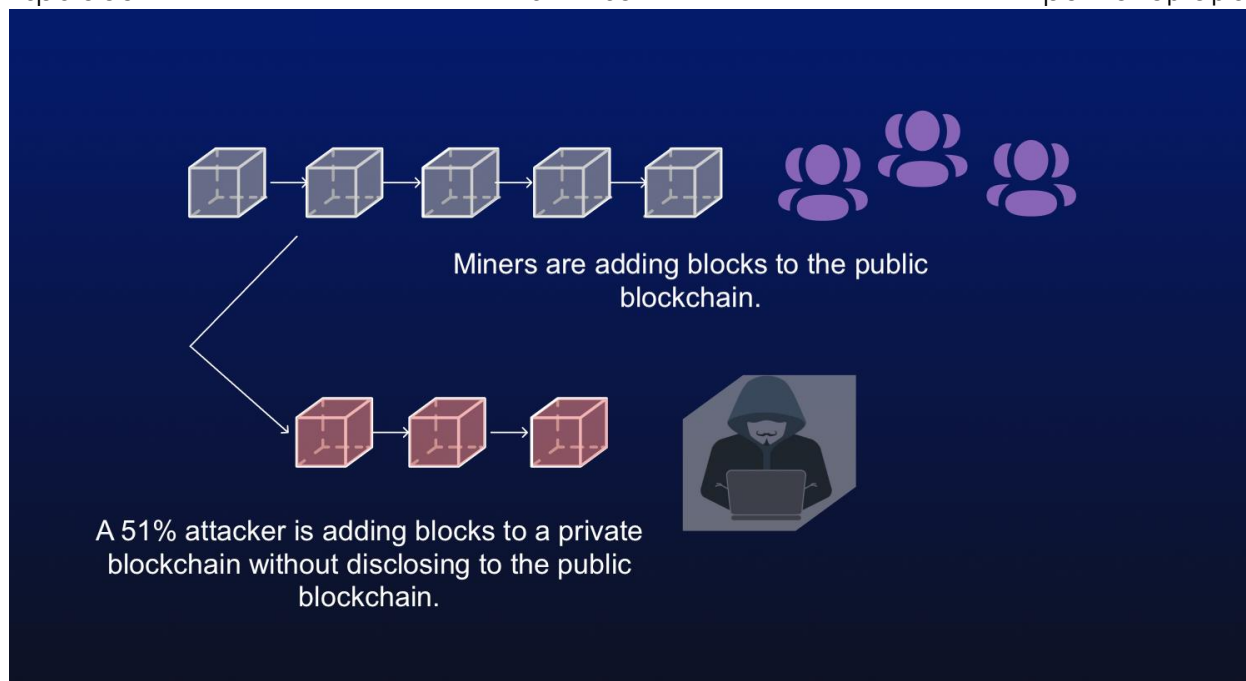 Miners are adding blocks to the public
blockchain.
A 51% attacker is adding blocks to a private
blockchain without disclosing to the public
blockchain.